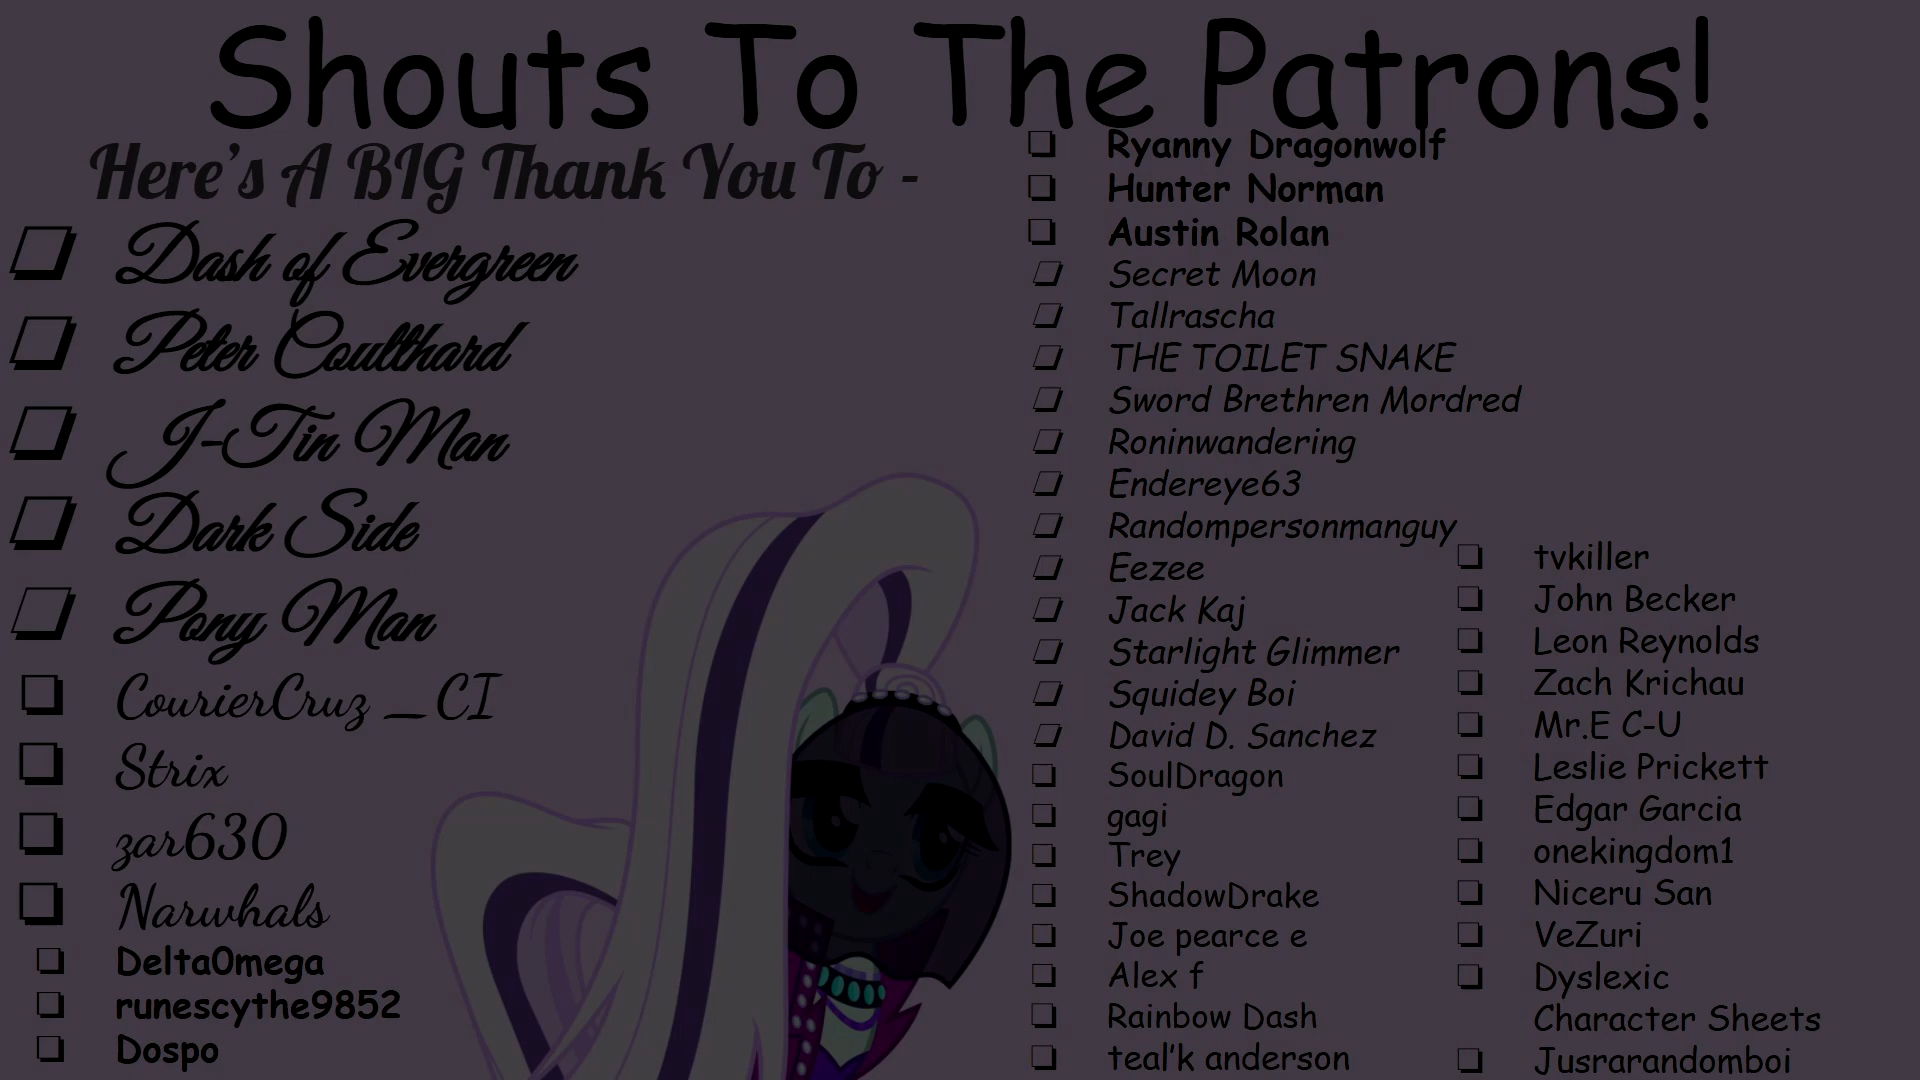 Shouts To The Patrons!
Here's A BIG Thank You To -
❏ Dash of Evergreen
❏ Peter Coulthard
❏ J-Tin Man
❏ Dark Side
❏ Pony Man
❏ CourierCruz_CI
❏ Strix
❏ zar630
❏ Narwhals
❏ Delta0mega
❏ runescythe9852
❏ Dospo
❏ Ryanny Dragonwolf
❏ Hunter Norman
❏ Austin Rolan
❏ Secret Moon
❏ Tallrascha
❏ THE TOILET SNAKE
❏ Sword Brethren Mordred
❏ Roninwandering
❏ Endereye63
❏ Randompersonmanguy
❏ Eezee
❏ Jack Kaj
❏ Starlight Glimmer
❏ Squidey Boi
❏ David D. Sanchez
❏ SoulDragon
❏ gagi
❏ Trey
❏ ShadowDrake
❏ Joe pearce e
❏ Alex f
❏ Rainbow Dash
❏ teal'k anderson
❏ tvkiller
❏ John Becker
❏ Leon Reynolds
❏ Zach Krichau
❏ Mr.E C-U
❏ Leslie Prickett
❏ Edgar Garcia
❏ onekingdom1
❏ Niceru San
❏ VeZuri
❏ Dyslexic
Character Sheets
❏ Jusrarandomboi